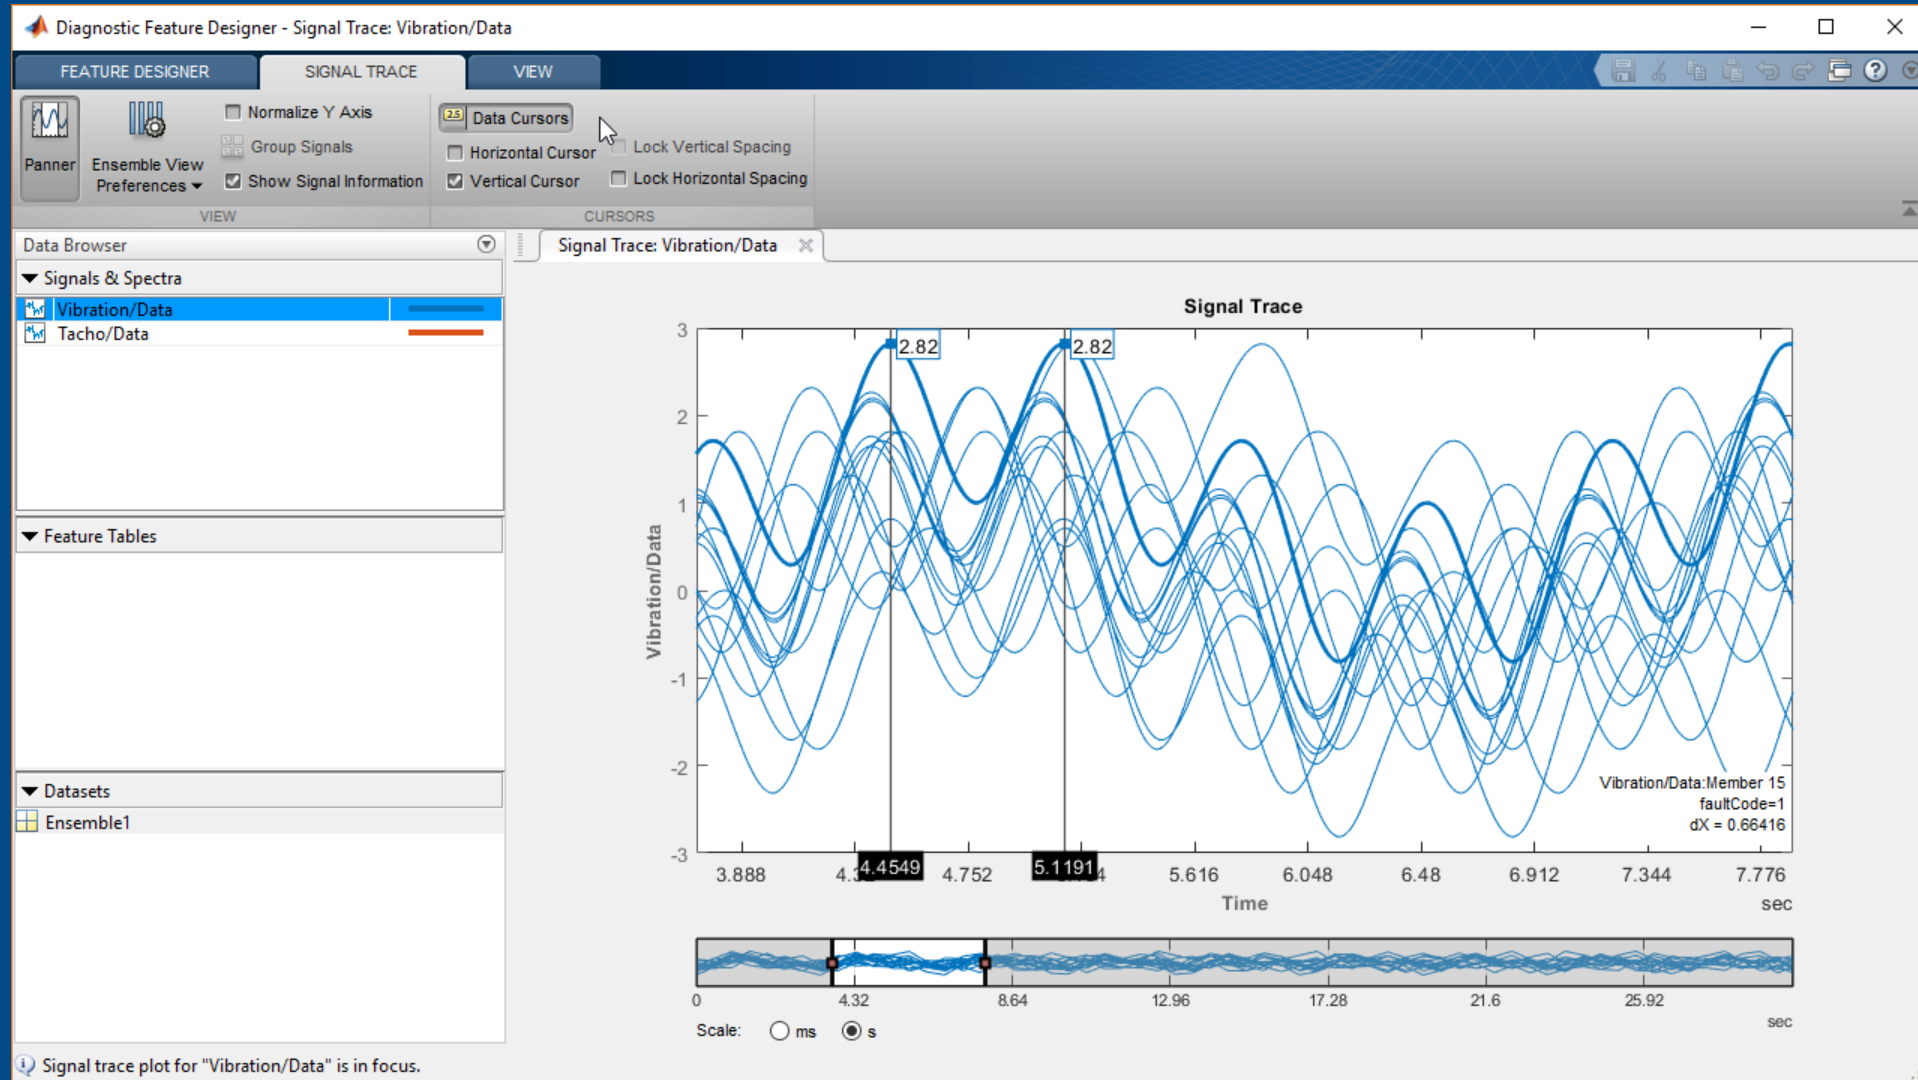 Diagnostic Feature Designer - Signal Trace: Vibration/Data
FEATURE DESIGNER
SIGNAL TRACE
VIEW
Panner
Ensemble View
Preferences
Normalize Y Axis
Group Signals
Show Signal Information
VIEW
2.5 Data Cursors
Horizontal Cursor
Vertical Cursor
Lock Vertical Spacing
Lock Horizontal Spacing
CURSORS
Data Browser
Signals & Spectra
Vibration/Data
Tacho/Data
Feature Tables
Datasets
Ensemble1
Signal Trace: Vibration/Data
Signal Trace
3
2
1
0
-1
-2
-3
Vibration/Data
2.82
2.82
Vibration/Data:Member 15
faultCode=1
dX = 0.66416
3.888 4.4549 4.752 5.1191 5.616 6.048 6.48 6.912 7.344 7.776
Time
sec
0 4.32 8.64 12.96 17.28 21.6 25.92
sec
Scale: ms s
Signal trace plot for "Vibration/Data" is in focus.